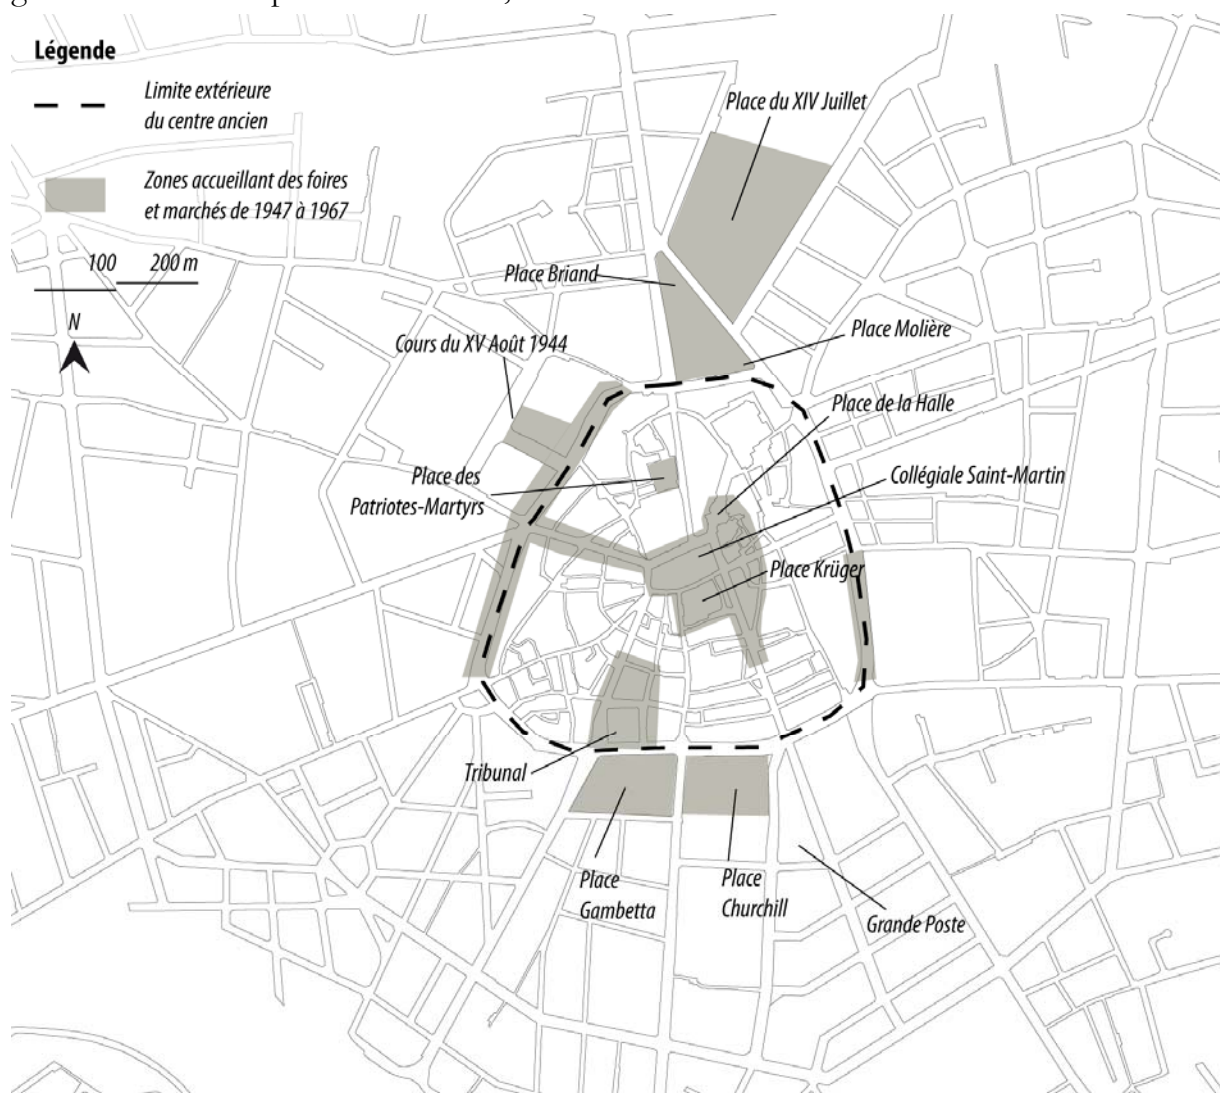 Légende
Limite extérieure
du centre ancien
Zones accueillant des foires
et marchés de 1947 à 1967
100 200 m
N
Place du XIV Juillet
Place Briand
Cours du XV Août 1944
Place Molière
Place de la Halle
Place des
Patriotes-Martyrs
Collégiale Saint-Martin
Place Krüger
Tribunal
Place
Gambetta
Place
Churchill
Grande Poste